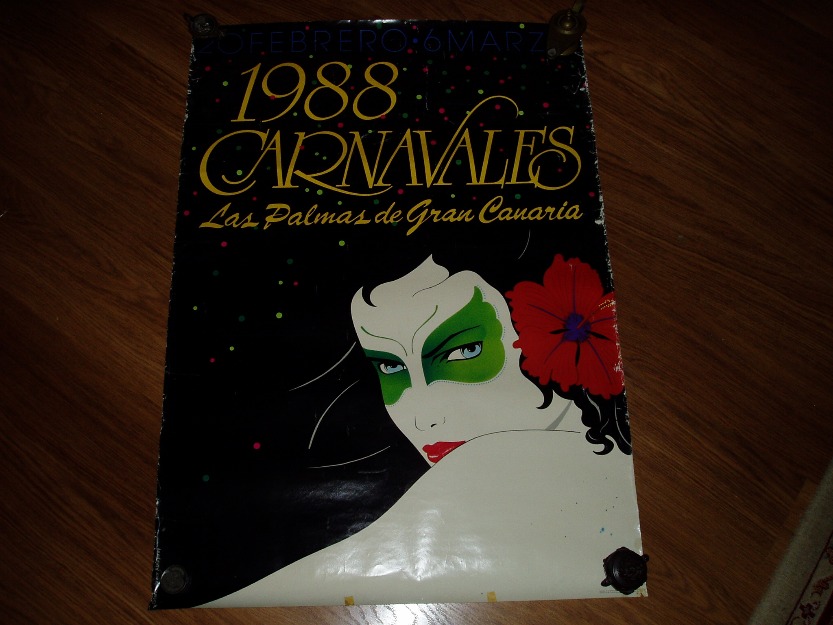 20 FEBRERO·6 MARZ
1988
CARNAVALES
Las Palmas de Gran Canaria